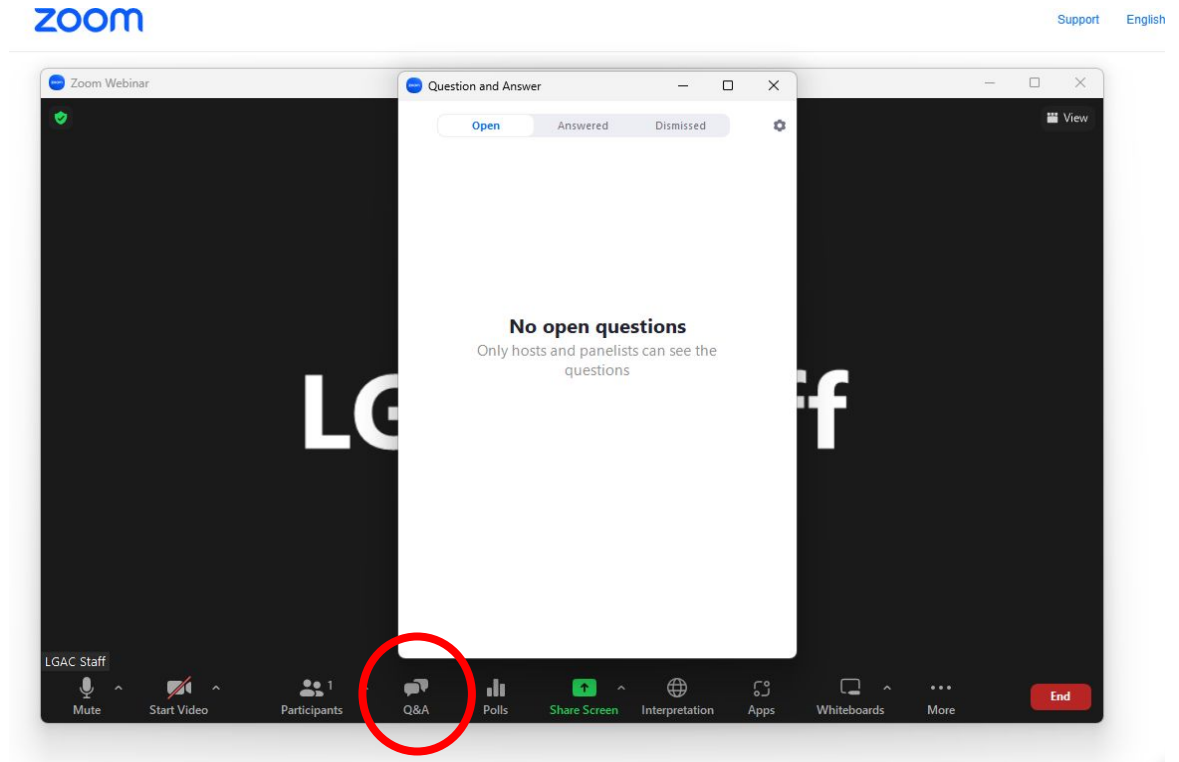 zoom
Support English
Zoom Webinar
Question and Answer
View
Open Answered Dismissed
No open questions
Only hosts and panelists can see the
questions
LGAC Staff
1
Mute Start Video Participants Q&A Polls Share Screen Interpretation Apps Whiteboards More End